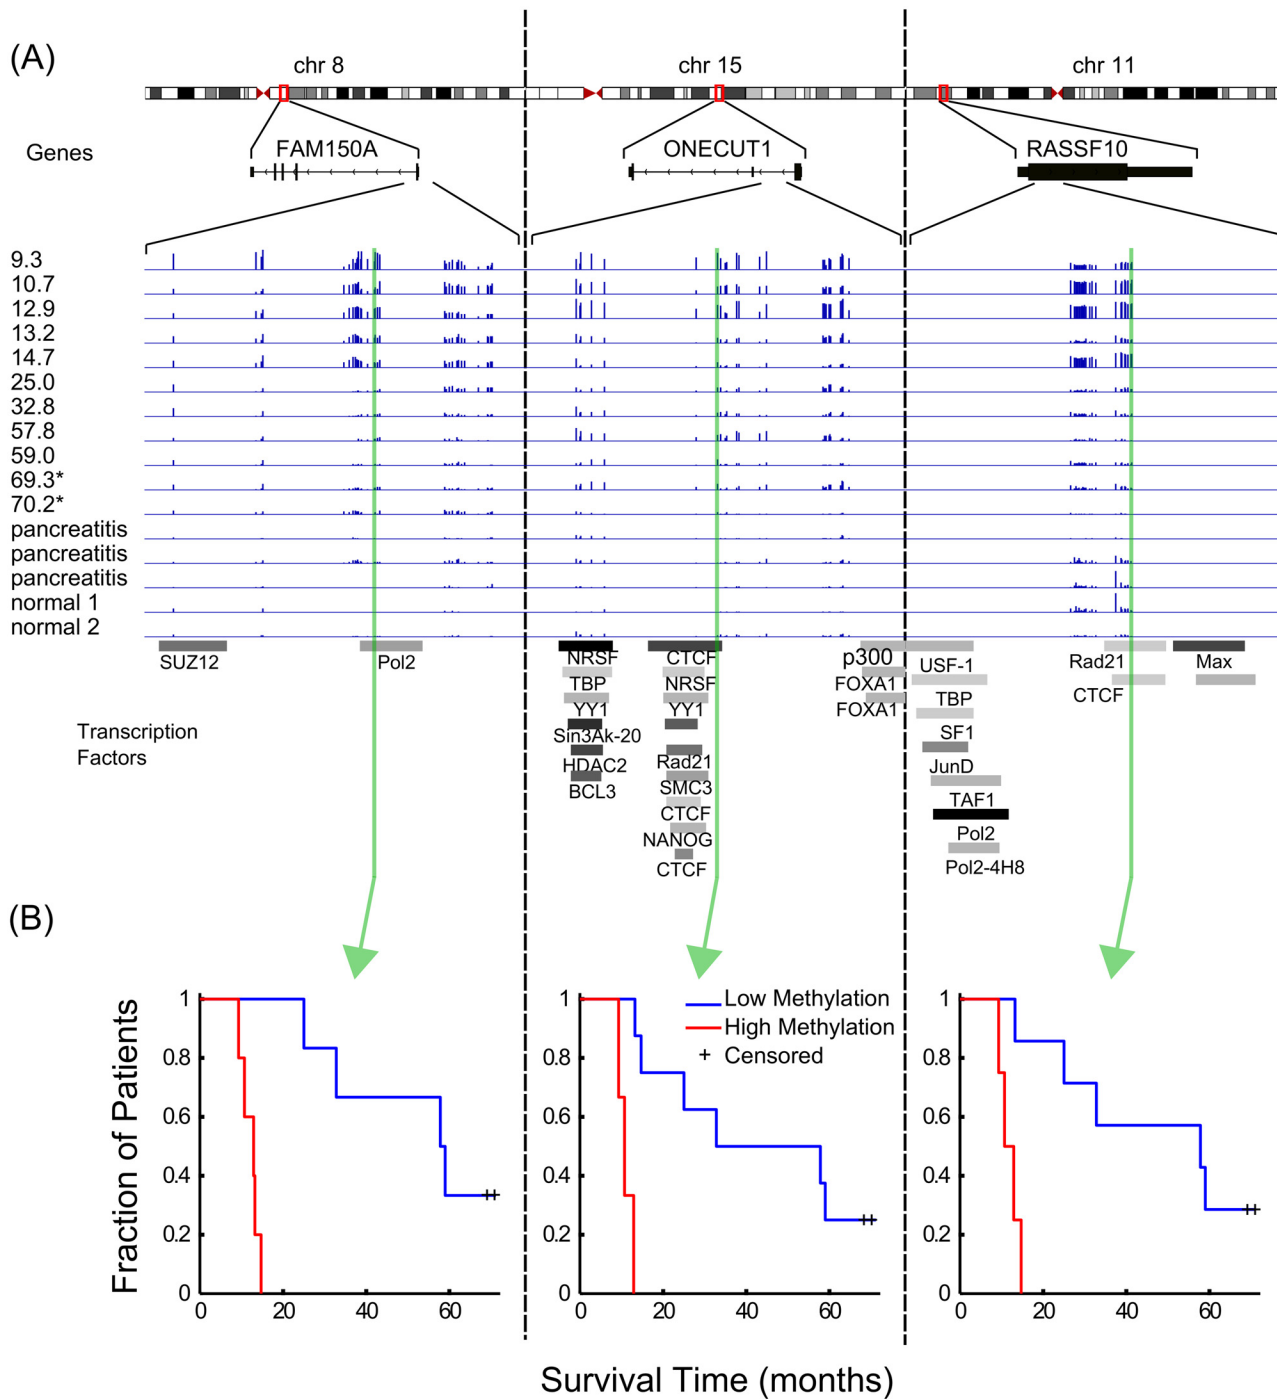 (A)
chr 8 chr 15 chr 11
Genes FAM150A ONECUT1 RASSF10
9.3
10.7
12.9
13.2
14.7
25.0
32.8
57.8
59.0
69.3*
70.2*
pancreatitis
pancreatitis
pancreatitis
normal 1
normal 2
Transcription
Factors
SUZ12 Pol2
NRSF
TBP
YY1
Sin3Ak-20
HDAC2
BCL3
CTCF
NRSF
YY1
Rad21
SMC3
CTCF
NANOG
CTCF
p300
FOXA1
FOXA1
USF-1
TBP
SF1
JunD
TAF1
Pol2
Pol2-4H8
Rad21
CTCF
Max
(B)
Fraction of Patients
1
0.8
0.6
0.4
0.2
0
0 20 40 60
1
0.8
0.6
0.4
0.2
0
0 20 40 60
Low Methylation
High Methylation
+ Censored
1
0.8
0.6
0.4
0.2
0
0 20 40 60
Survival Time (months)